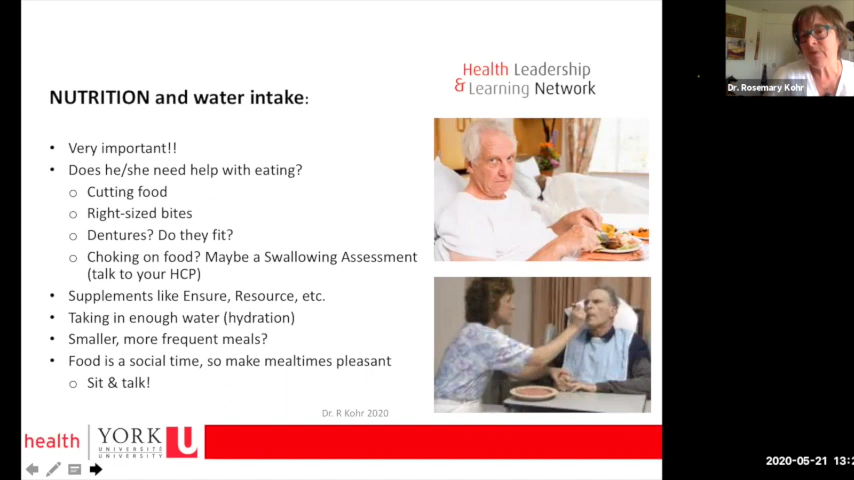 Health Leadership
& Learning Network
Dr. Rosemary Kohr
NUTRITION and water intake:
• Very important!!
• Does he/she need help with eating?
o Cutting food
o Right-sized bites
o Dentures? Do they fit?
o Choking on food? Maybe a Swallowing Assessment
(talk to your HCP)
• Supplements like Ensure, Resource, etc.
• Taking in enough water (hydration)
• Smaller, more frequent meals?
• Food is a social time, so make mealtimes pleasant
o Sit & talk!
Dr. R Kohr 2020
health
YORK U
UNIVERSITÉ
UNIVERSITY
2020-05-21 13:2